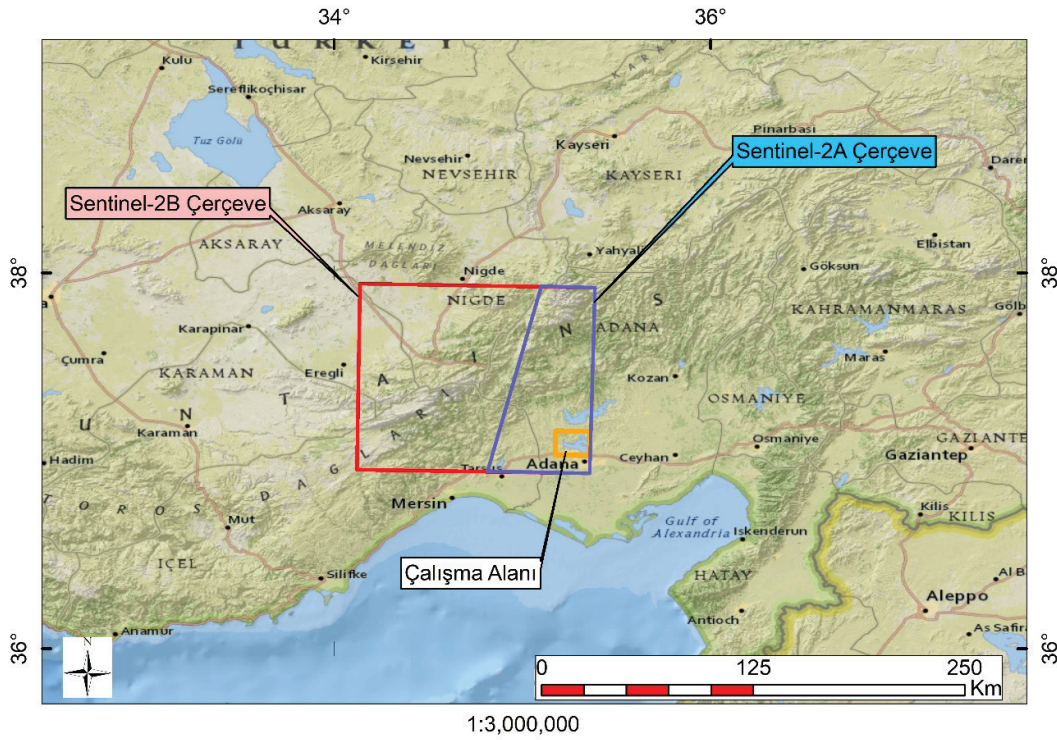 34°
36°
TURKEY
Kulu
Kirsehir
Sereflikoçhisar
Tuz Gölü
Pinarbasi
Kayseri
Nevsehir
Sentinel-2A Çerçeve
NEVSEHIR
KAYSERI
Sentinel-2B Çerçeve
Aksaray
AKSARAY
MELENDIZ
DAGLARI
Yahyali
Elbistan
38°
Nigde
Göksun
38°
NIGDE
S
KAHRAMANMARAS
Karapinar
N
ADANA
Çumra
I
Maras
KARAMAN
Eregli
A
R
Kozan
OSMANIYE
U
N
T
A
L
Karaman
Osmaniye
Hadim
D A G
Tarsus
Adana
Ceyhan
Gaziantep
TOROS
Mersin
Kilis
KILIS
Mut
Gulf of
Alexandria
Iskenderun
IÇEL
Çalışma Alanı
HATAY
Silifke
Aleppo
Antioch
Anamur
36°
N
36°
0
125
250
Km
1:3,000,000